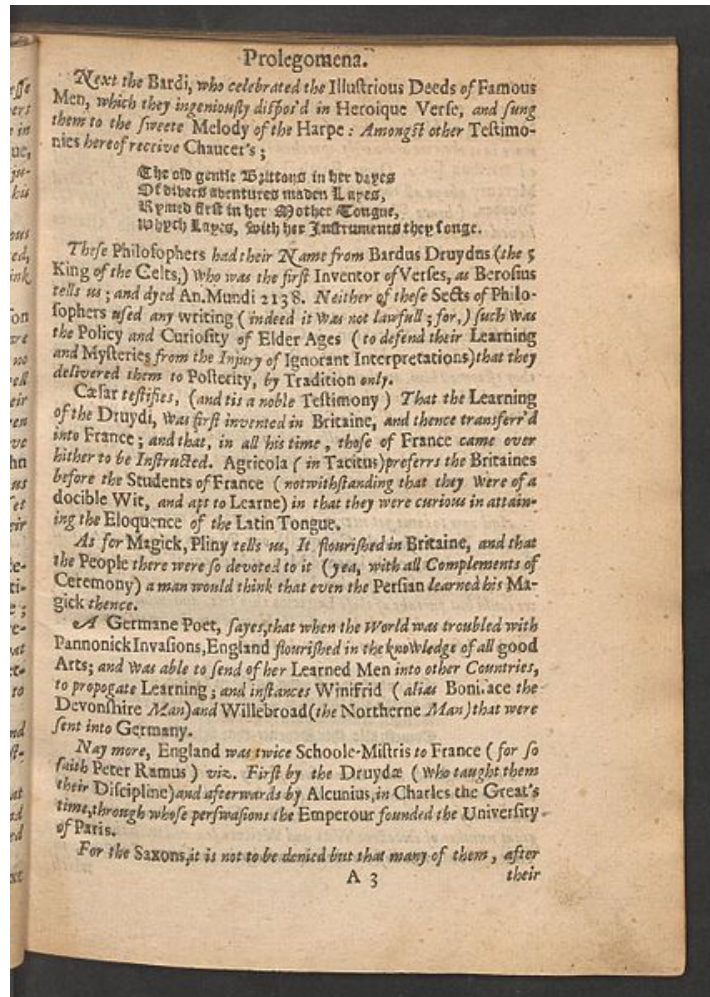 Prolegomena.
Next the Bardi, who celebrated the Illuſtrious Deeds of Famous
Men, which they ingeniouſly diſpos'd in Heroique Verſe, and ſung
them to the ſweete Melody of the Harpe : Amongſt other Teſtimo-
nies hereof receive Chaucer's ;
The old gentle Brittons in her dayes
Of divers aventures maden Layes,
Rymed firſt in her Mother Tongue,
Whych Layes, with her Inſtruments they ſonge.
Theſe Philoſophers had their Name from Bardus Druydus (the 5
King of the Celts,) who was the firſt Inventor of Verſes, as Beroſius
tells us ; and dyed An.Mundi 2138. Neither of theſe Sects of Philo-
ſophers uſed any writing ( indeed it was not lawfull ; for,) ſuch was
the Policy and Curioſity of Elder Ages ( to defend their Learning
and Myſteries from the Injury of Ignorant Interpretations)that they
delivered them to Poſterity, by Tradition only.
Cæſar teſtifies, (and tis a noble Teſtimony ) That the Learning
of the Druydi, was firſt invented in Britaine, and thence transferr'd
into France ; and that, in all his time , thoſe of France came over
hither to be Inſtructed. Agricola ( in Tacitus)preferrs the Britaines
before the Students of France ( notwithſtanding that they were of a
docible Wit, and apt to Learne) in that they were curious in attain-
ing the Eloquence of the Latin Tongue.
As for Magick, Pliny tells us, It flouriſhed in Britaine, and that
the People there were ſo devoted to it ( yea, with all Complements of
Ceremony) a man would think that even the Perſian learned his Ma-
gick thence.
A Germane Poet, ſayes,that when the World was troubled with
Pannonick Invaſions,England flouriſhed in the knowledge of all good
Arts; and was able to ſend of her Learned Men into other Countries,
to propogate Learning ; and inſtances Winifrid ( alias Boniface the
Devonſhire Man)and Willebroad(the Northerne Man)that were
ſent into Germany.
Nay more, England was twice Schoole-Miſtris to France ( for ſo
ſaith Peter Ramus ) viz. Firſt by the Druydæ ( who taught them
their Diſcipline)and afterwards by Alcunius,in Charles the Great's
time,through whoſe perſwaſions the Emperour founded the Univerſity
of Paris.
For the Saxons,it is not to be denied but that many of them , after
A 3
their